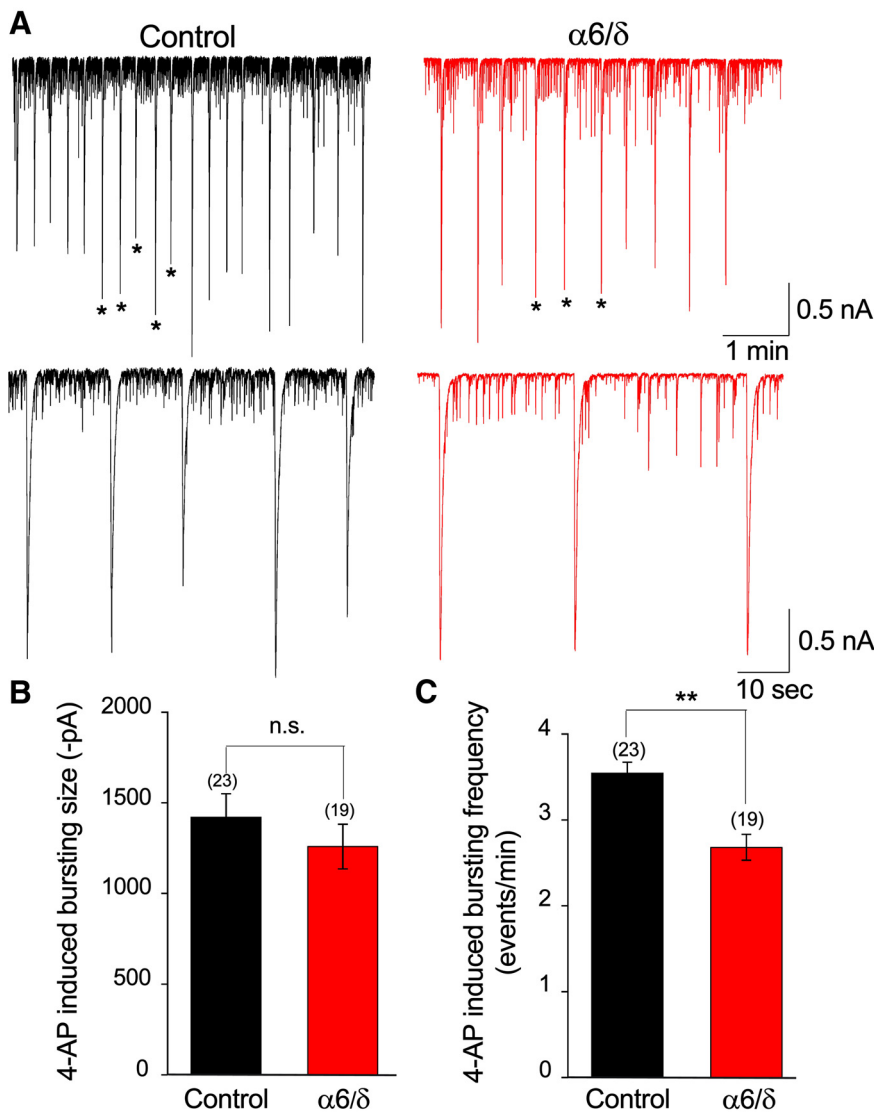 A
Control
α6/δ
*
*
*
*
*
*
*
*
0.5 nA
1 min
0.5 nA
10 sec
B
4-AP induced bursting size (-pA)
2000
1500
1000
500
0
n.s.
(23)
(19)
Control
α6/δ
C
4-AP induced bursting frequency
(events/min)
4
3
2
1
0
**
(23)
(19)
Control
α6/δ